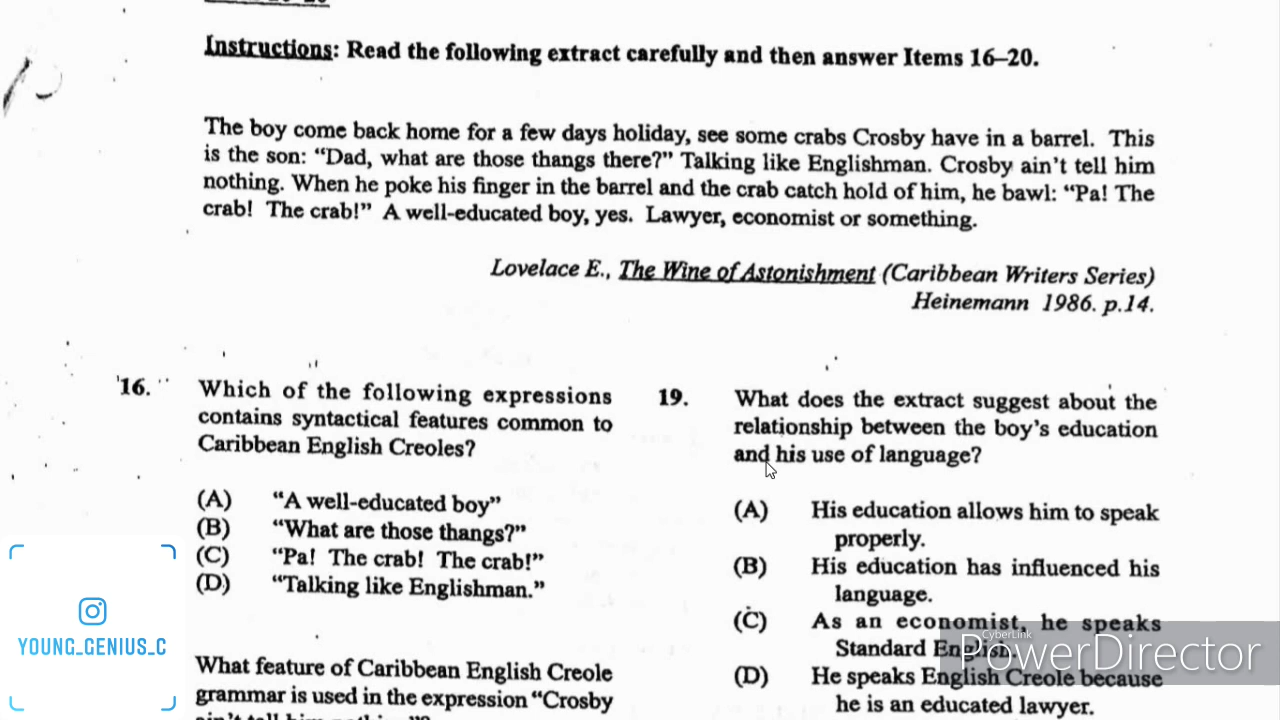 Instructions: Read the following extract carefully and then answer Items 16–20.
The boy come back home for a few days holiday, see some crabs Crosby have in a barrel. This
is the son: “Dad, what are those thangs there?” Talking like Englishman. Crosby ain’t tell him
nothing. When he poke his finger in the barrel and the crab catch hold of him, he bawl: “Pa! The
crab! The crab!” A well-educated boy, yes. Lawyer, economist or something.
Lovelace E., The Wine of Astonishment (Caribbean Writers Series)
Heinemann 1986. p.14.
16. Which of the following expressions
contains syntactical features common to
Caribbean English Creoles?
(A) “A well-educated boy”
(B) “What are those thangs?”
(C) “Pa! The crab! The crab!”
(D) “Talking like Englishman.”
What feature of Caribbean English Creole
grammar is used in the expression “Crosby
ain’t tell him nothing”?
19. What does the extract suggest about the
relationship between the boy’s education
and his use of language?
(A) His education allows him to speak
properly.
(B) His education has influenced his
language.
(C) As an economist, he speaks
Standard English.
(D) He speaks English Creole because
he is an educated lawyer.
YOUNG_GENIUS_C
CyberLink
PowerDirector